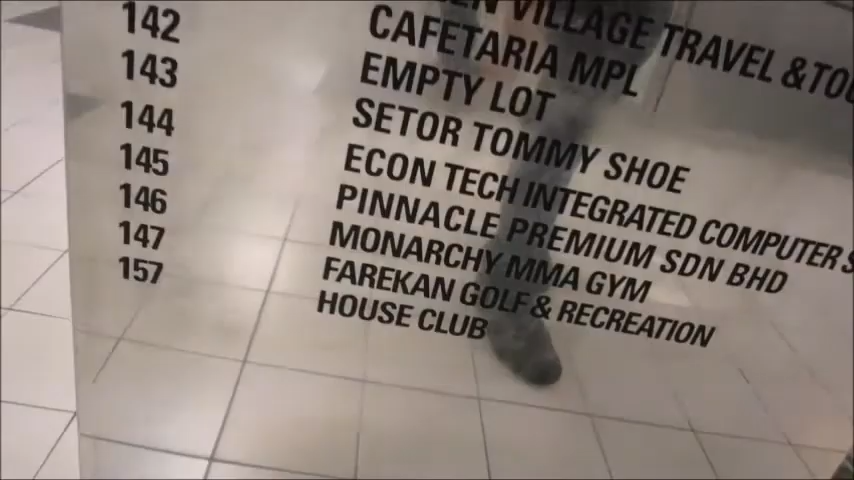 VILLAGE TRAVEL &
142 CAFETARIA MPL
143 EMPTY LOT
144 SETOR TOMMY SHOE
145 ECON TECH INTEGRATED COMPUTER
146 PINNACLE PREMIUM SDN BHD
147 MONARCHY MMA GYM
157 FAREKAN GOLF & RECREATION
HOUSE CLUB